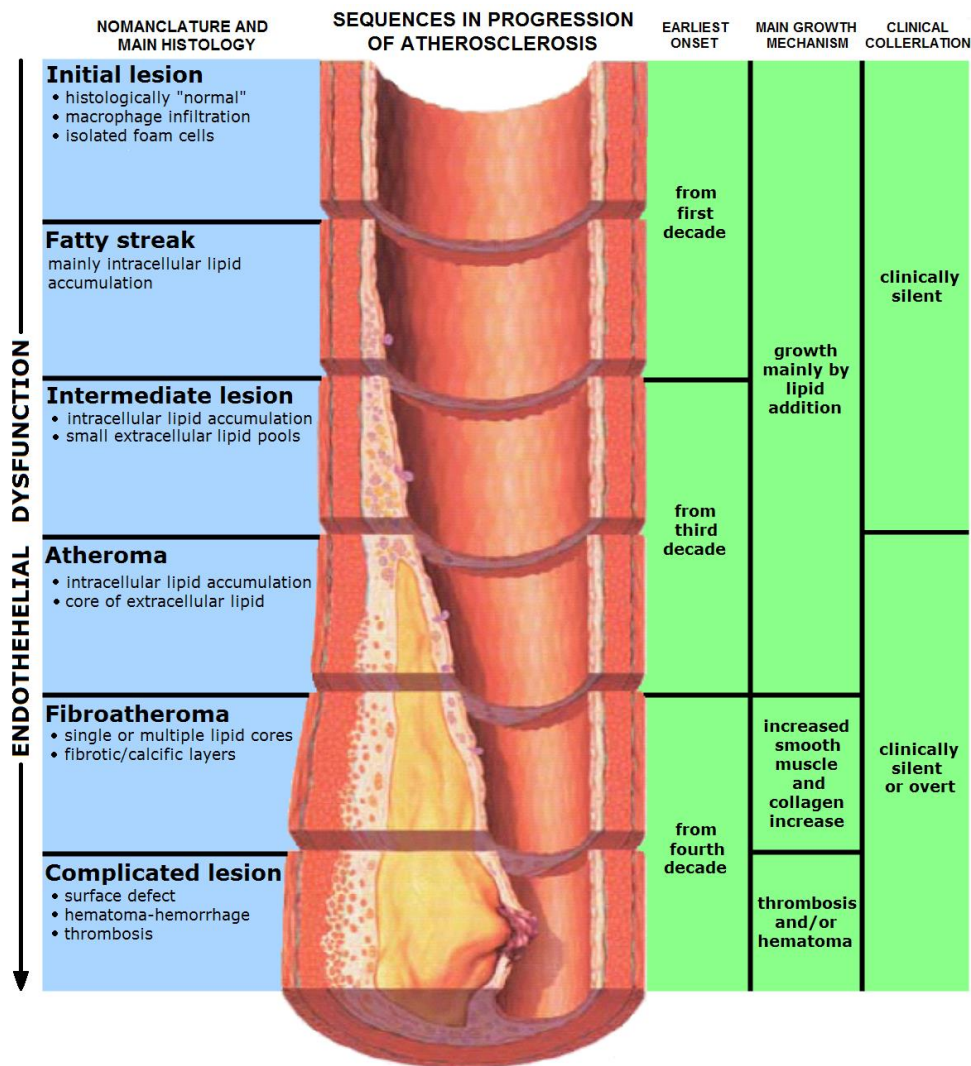 NOMANCLATURE AND
MAIN HISTOLOGY
SEQUENCES IN PROGRESSION
OF ATHEROSCLEROSIS
EARLIEST
ONSET
MAIN GROWTH
MECHANISM
CLINICAL
COLLERLATION
ENDOTHEHLIAL DYSFUNCTION
Initial lesion
• histologically "normal"
• macrophage infiltration
• isolated foam cells
Fatty streak
mainly intracellular lipid
accumulation
Intermediate lesion
• intracellular lipid accumulation
• small extracellular lipid pools
Atheroma
• intracellular lipid accumulation
• core of extracellular lipid
Fibroatheroma
• single or multiple lipid cores
• fibrotic/calcific layers
Complicated lesion
• surface defect
• hematoma-hemorrhage
• thrombosis
from
first
decade
from
third
decade
from
fourth
decade
growth
mainly by
lipid
addition
increased
smooth
muscle
and
collagen
increase
thrombosis
and/or
hematoma
clinically
silent
clinically
silent
or overt